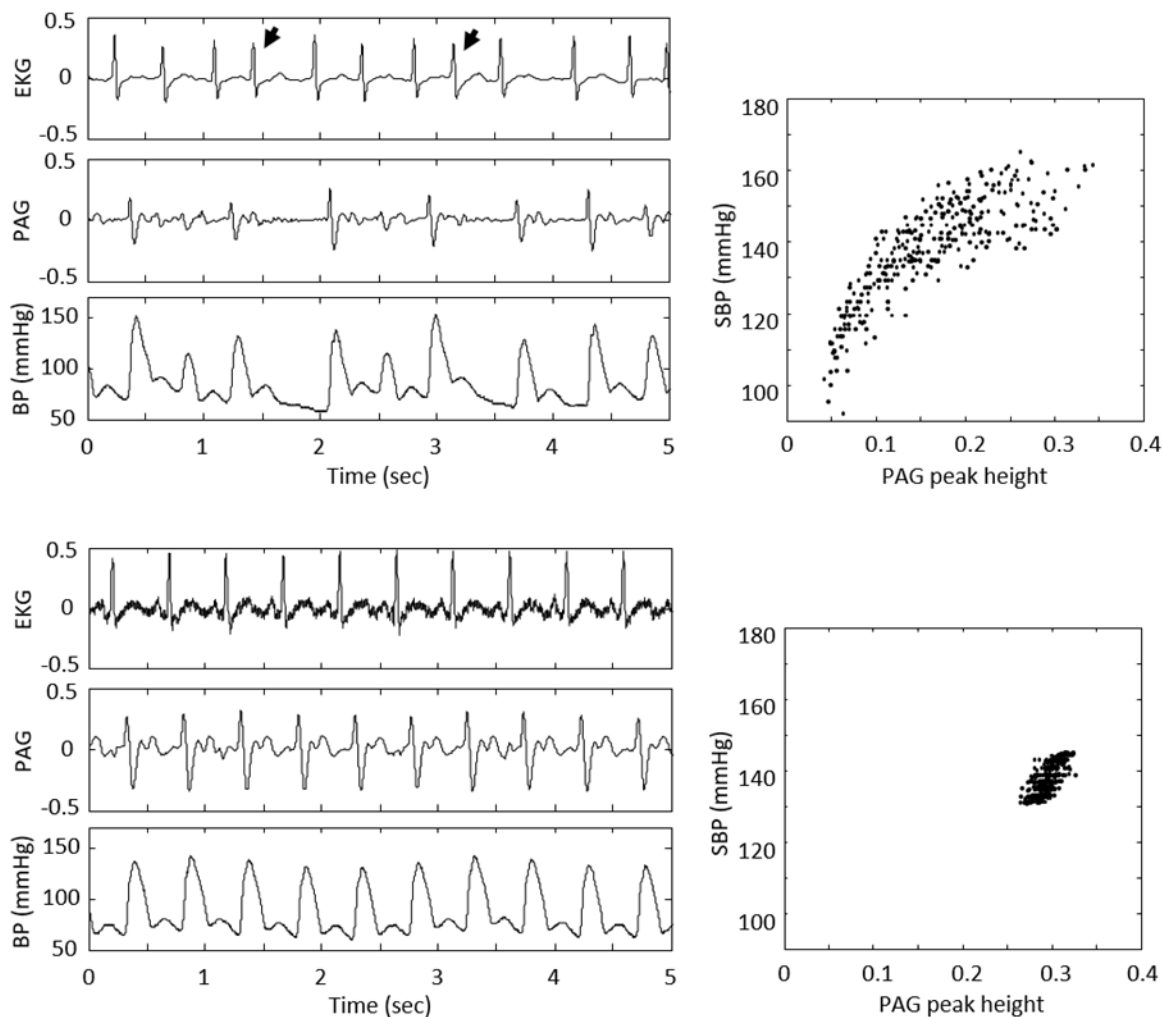 0.5
EKG
0
-0.5
0.5
PAG
0
-0.5
150
BP (mmHg)
100
50
0 1 2 3 4 5
Time (sec)
180
160
SBP (mmHg)
140
120
100
0 0.1 0.2 0.3 0.4
PAG peak height
0.5
EKG
0
-0.5
0.5
PAG
0
-0.5
150
BP (mmHg)
100
50
0 1 2 3 4 5
Time (sec)
180
160
SBP (mmHg)
140
120
100
0 0.1 0.2 0.3 0.4
PAG peak height